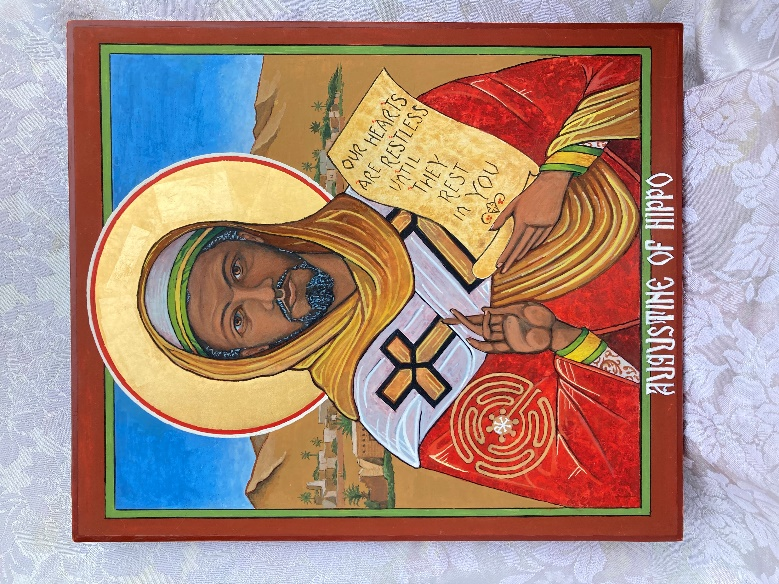 OUR HEARTS
ARE RESTLESS
UNTIL
THEY
REST
IN YOU
AUGUSTINE OF HIPPO